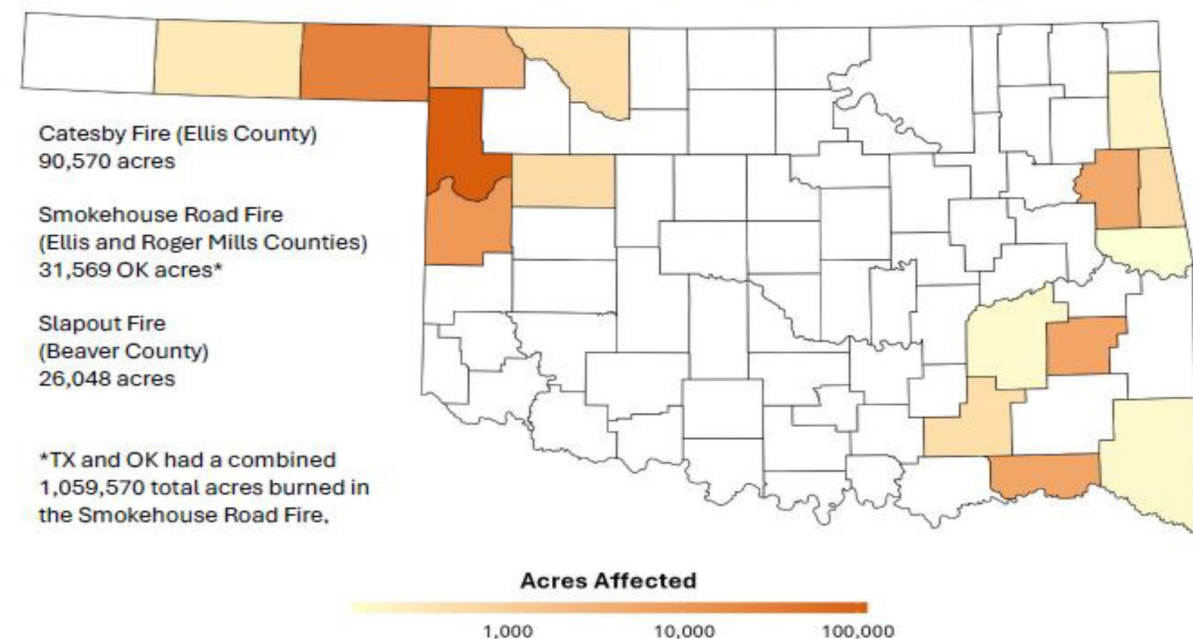 Catesby Fire (Ellis County)
90,570 acres
Smokehouse Road Fire
(Ellis and Roger Mills Counties)
31,569 OK acres*
Slapout Fire
(Beaver County)
26,048 acres
*TX and OK had a combined
1,059,570 total acres burned in
the Smokehouse Road Fire.
Acres Affected
1,000 10,000 100,000